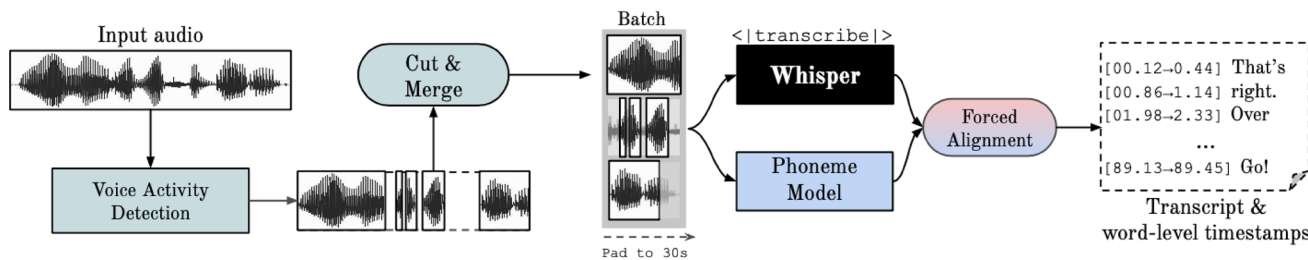 Input audio
Voice Activity
Detection
Cut &
Merge
Batch
Pad to 30s
<|transcribe|>
Whisper
Phoneme
Model
Forced
Alignment
[00.12→0.44] That's
[00.86→1.14] right.
[01.98→2.33] Over
...
[89.13→89.45] Go!
Transcript &
word-level timestamps